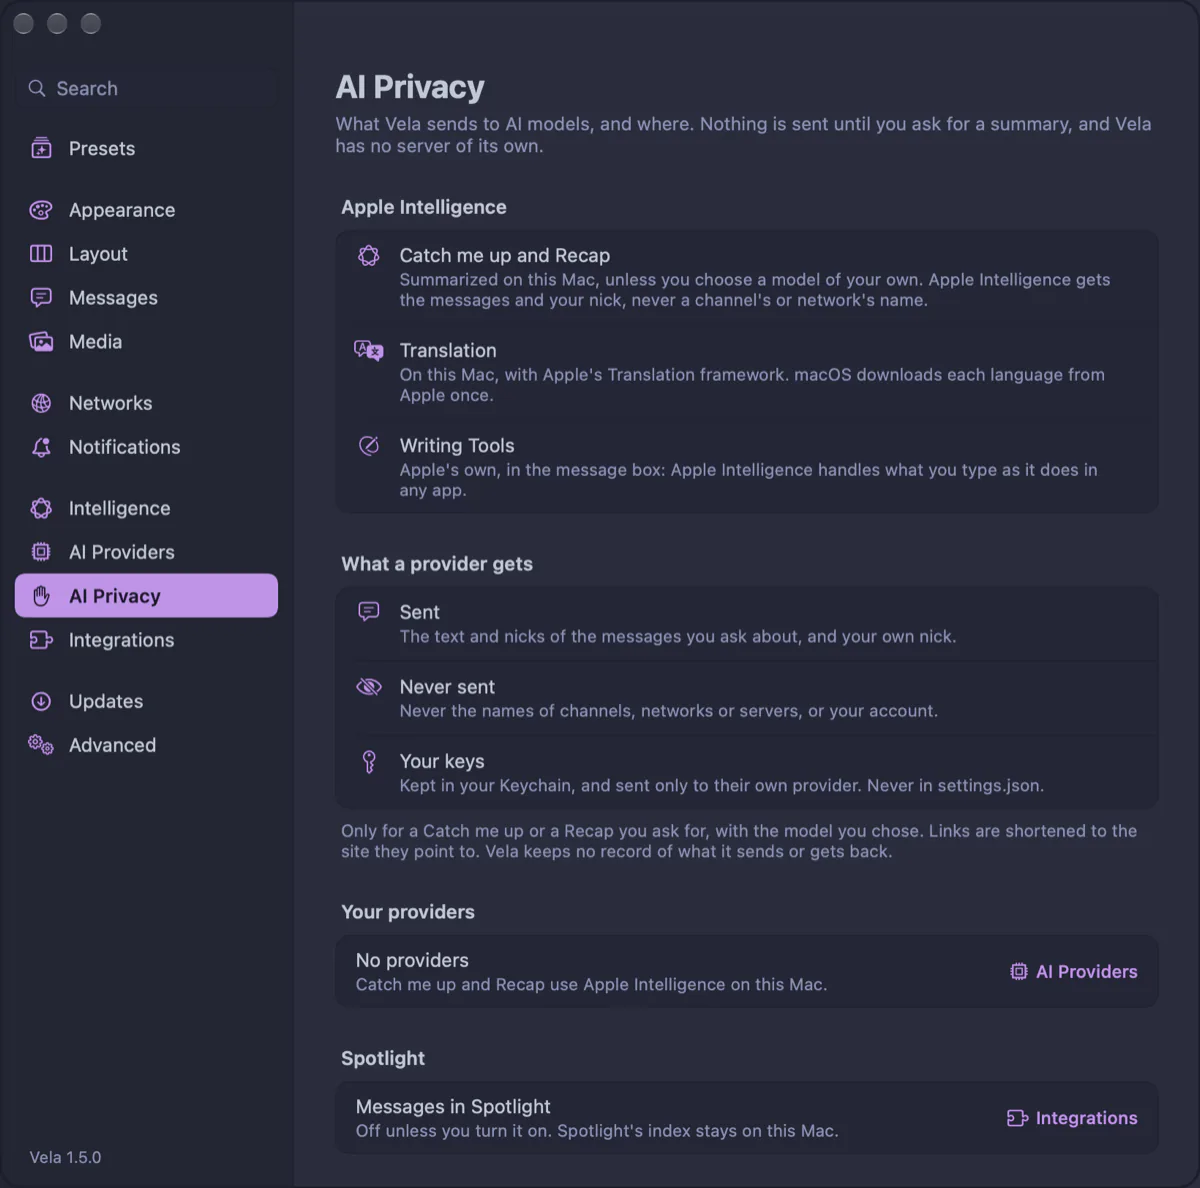 Search
Presets
Appearance
Layout
Messages
Media
Networks
Notifications
Intelligence
AI Providers
AI Privacy
Integrations
Updates
Advanced
Vela 1.5.0
AI Privacy
What Vela sends to AI models, and where. Nothing is sent until you ask for a summary, and Vela
has no server of its own.
Apple Intelligence
Catch me up and Recap
Summarized on this Mac, unless you choose a model of your own. Apple Intelligence gets
the messages and your nick, never a channel's or network's name.
Translation
On this Mac, with Apple's Translation framework. macOS downloads each language from
Apple once.
Writing Tools
Apple's own, in the message box: Apple Intelligence handles what you type as it does in
any app.
What a provider gets
Sent
The text and nicks of the messages you ask about, and your own nick.
Never sent
Never the names of channels, networks or servers, or your account.
Your keys
Kept in your Keychain, and sent only to their own provider. Never in settings.json.
Only for a Catch me up or a Recap you ask for, with the model you chose. Links are shortened to the
site they point to. Vela keeps no record of what it sends or gets back.
Your providers
No providers
Catch me up and Recap use Apple Intelligence on this Mac.
AI Providers
Spotlight
Messages in Spotlight
Off unless you turn it on. Spotlight's index stays on this Mac.
Integrations